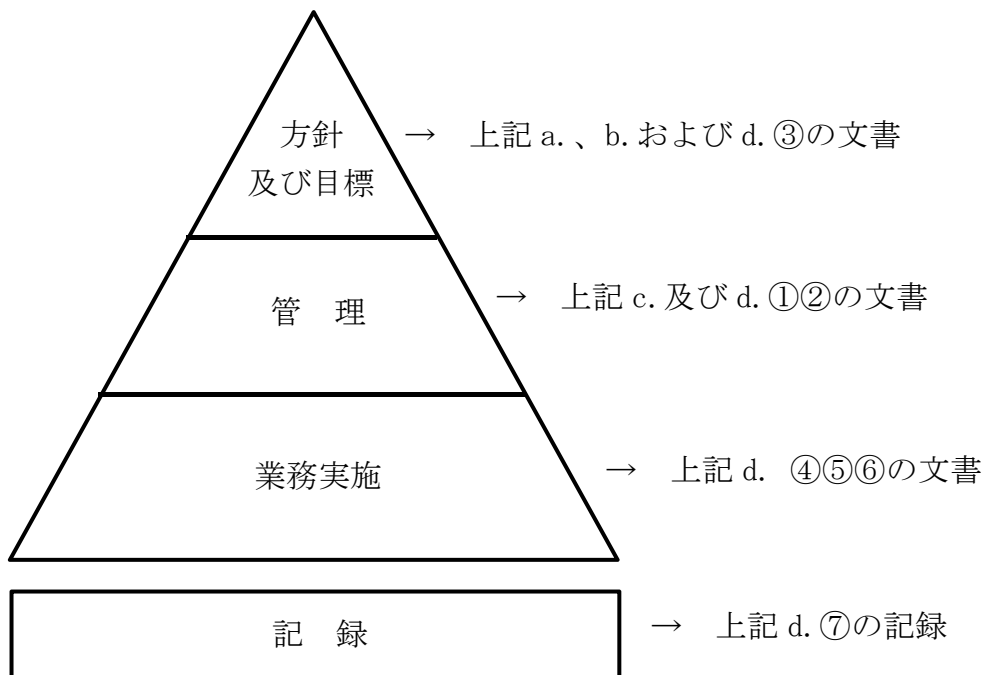 方針
及び目標
→ 上記 a.、b.および d.③の文書
管 理
→ 上記 c.及び d.①②の文書
業務実施
→ 上記 d. ④⑤⑥の文書
記 録
→ 上記 d.⑦の記録